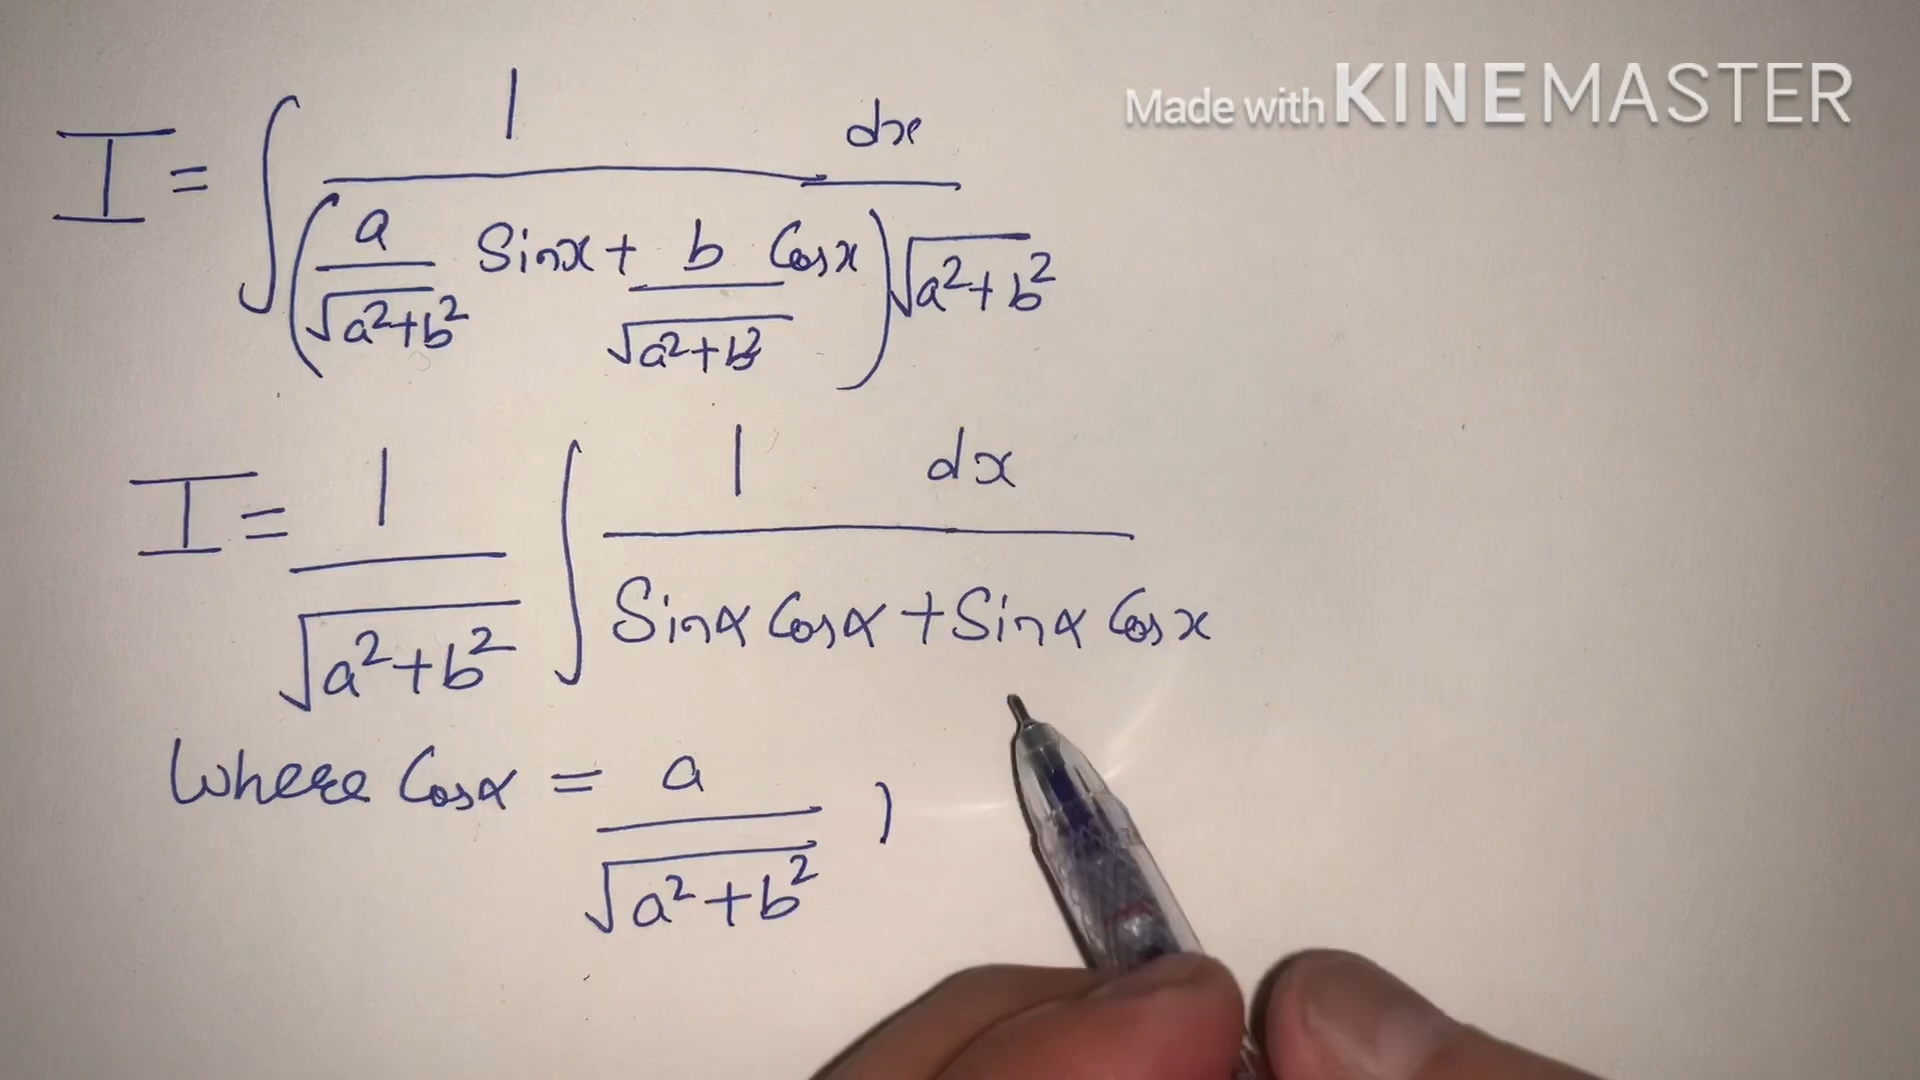 Made with KINEMASTER
I = ∫ 1 dx / (a/√a²+b² Sinx + b/√a²+b² Cosx) √a²+b²
I = 1/√a²+b² ∫ 1 dx / Sinα Cosα + Sinα Cosx
Where Cosα = a/√a²+b² ,